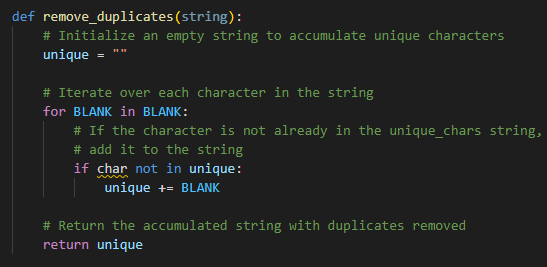 def remove_duplicates(string):
    # Initialize an empty string to accumulate unique characters
    unique = ""

    # Iterate over each character in the string
    for BLANK in BLANK:
        # If the character is not already in the unique_chars string,
        # add it to the string
        if char not in unique:
            unique += BLANK

    # Return the accumulated string with duplicates removed
    return unique